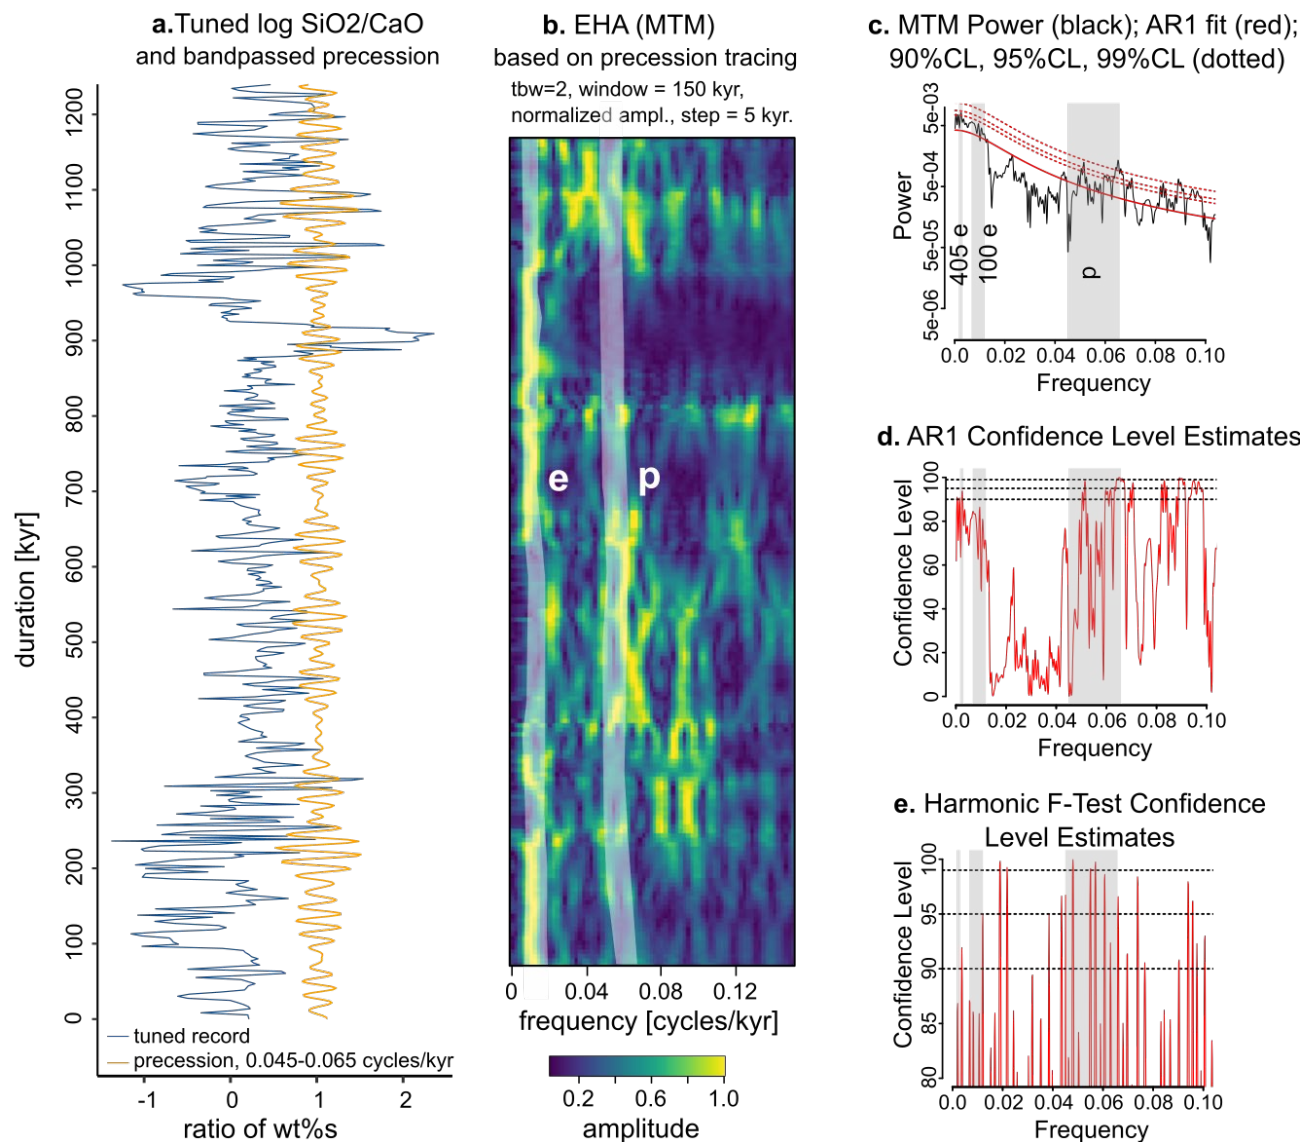 a.Tuned log SiO2/CaO
and bandpassed precession
duration [kyr]
0
100
200
300
400
500
600
700
800
900
1000
1100
1200
tuned record
precession, 0.045-0.065 cycles/kyr
-1
0
1
2
ratio of wt%s
b. EHA (MTM)
based on precession tracing
tbw=2, window = 150 kyr,
normalized ampl., step = 5 kyr.
e
p
0
0.04
0.08
0.12
frequency [cycles/kyr]
0.2
0.6
1.0
amplitude
c. MTM Power (black); AR1 fit (red);
90%CL, 95%CL, 99%CL (dotted)
Power
5e-03
5e-04
5e-05
5e-06
405 e
100 e
p
0.0
0.02
0.04
0.06
0.08
0.10
Frequency
d. AR1 Confidence Level Estimates
Confidence Level
100
80
60
40
20
0
0.0
0.02
0.04
0.06
0.08
0.10
Frequency
e. Harmonic F-Test Confidence
Level Estimates
Confidence Level
100
95
90
85
80
0.0
0.02
0.04
0.06
0.08
0.10
Frequency